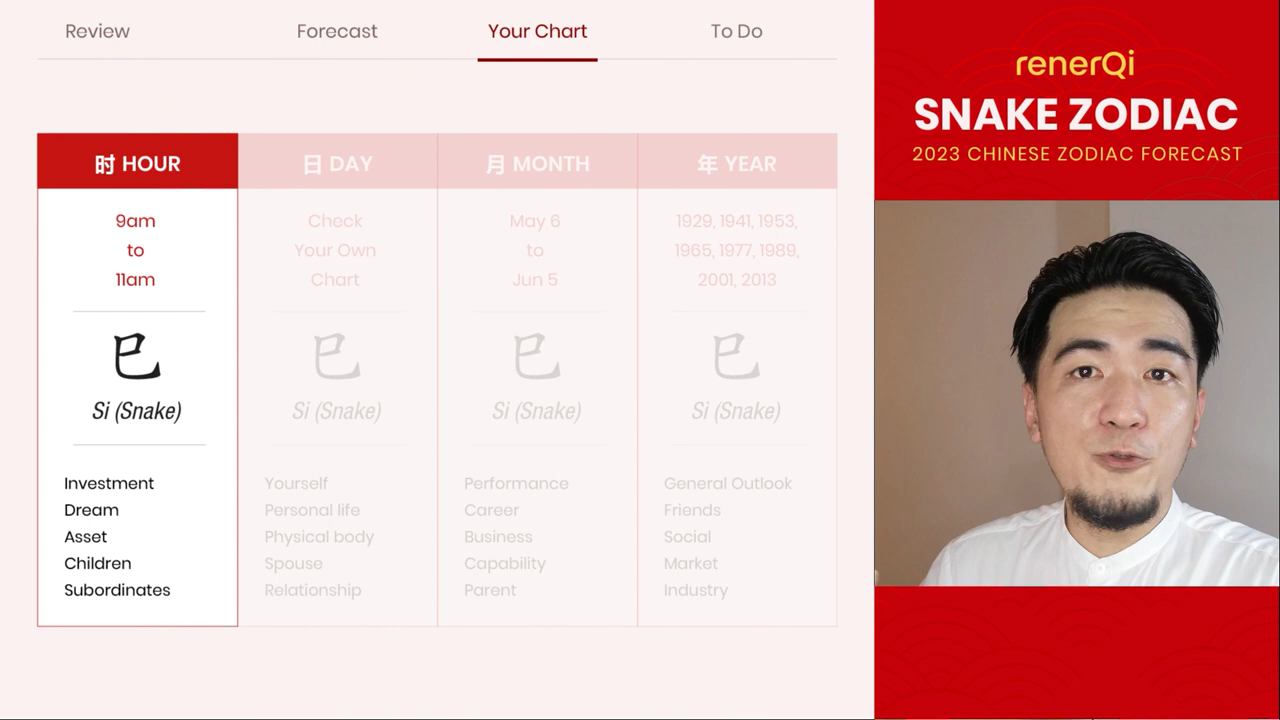 Review
Forecast
Your Chart
To Do
时 HOUR
9am
to
11am
巳
Si (Snake)
Investment
Dream
Asset
Children
Subordinates
日 DAY
Check
Your Own
Chart
巳
Si (Snake)
Yourself
Personal life
Physical body
Spouse
Relationship
月 MONTH
May 6
to
Jun 5
巳
Si (Snake)
Performance
Career
Business
Capability
Parent
年 YEAR
1929, 1941, 1953,
1965, 1977, 1989,
2001, 2013
巳
Si (Snake)
General Outlook
Friends
Social
Market
Industry
renerQi
SNAKE ZODIAC
2023 CHINESE ZODIAC FORECAST